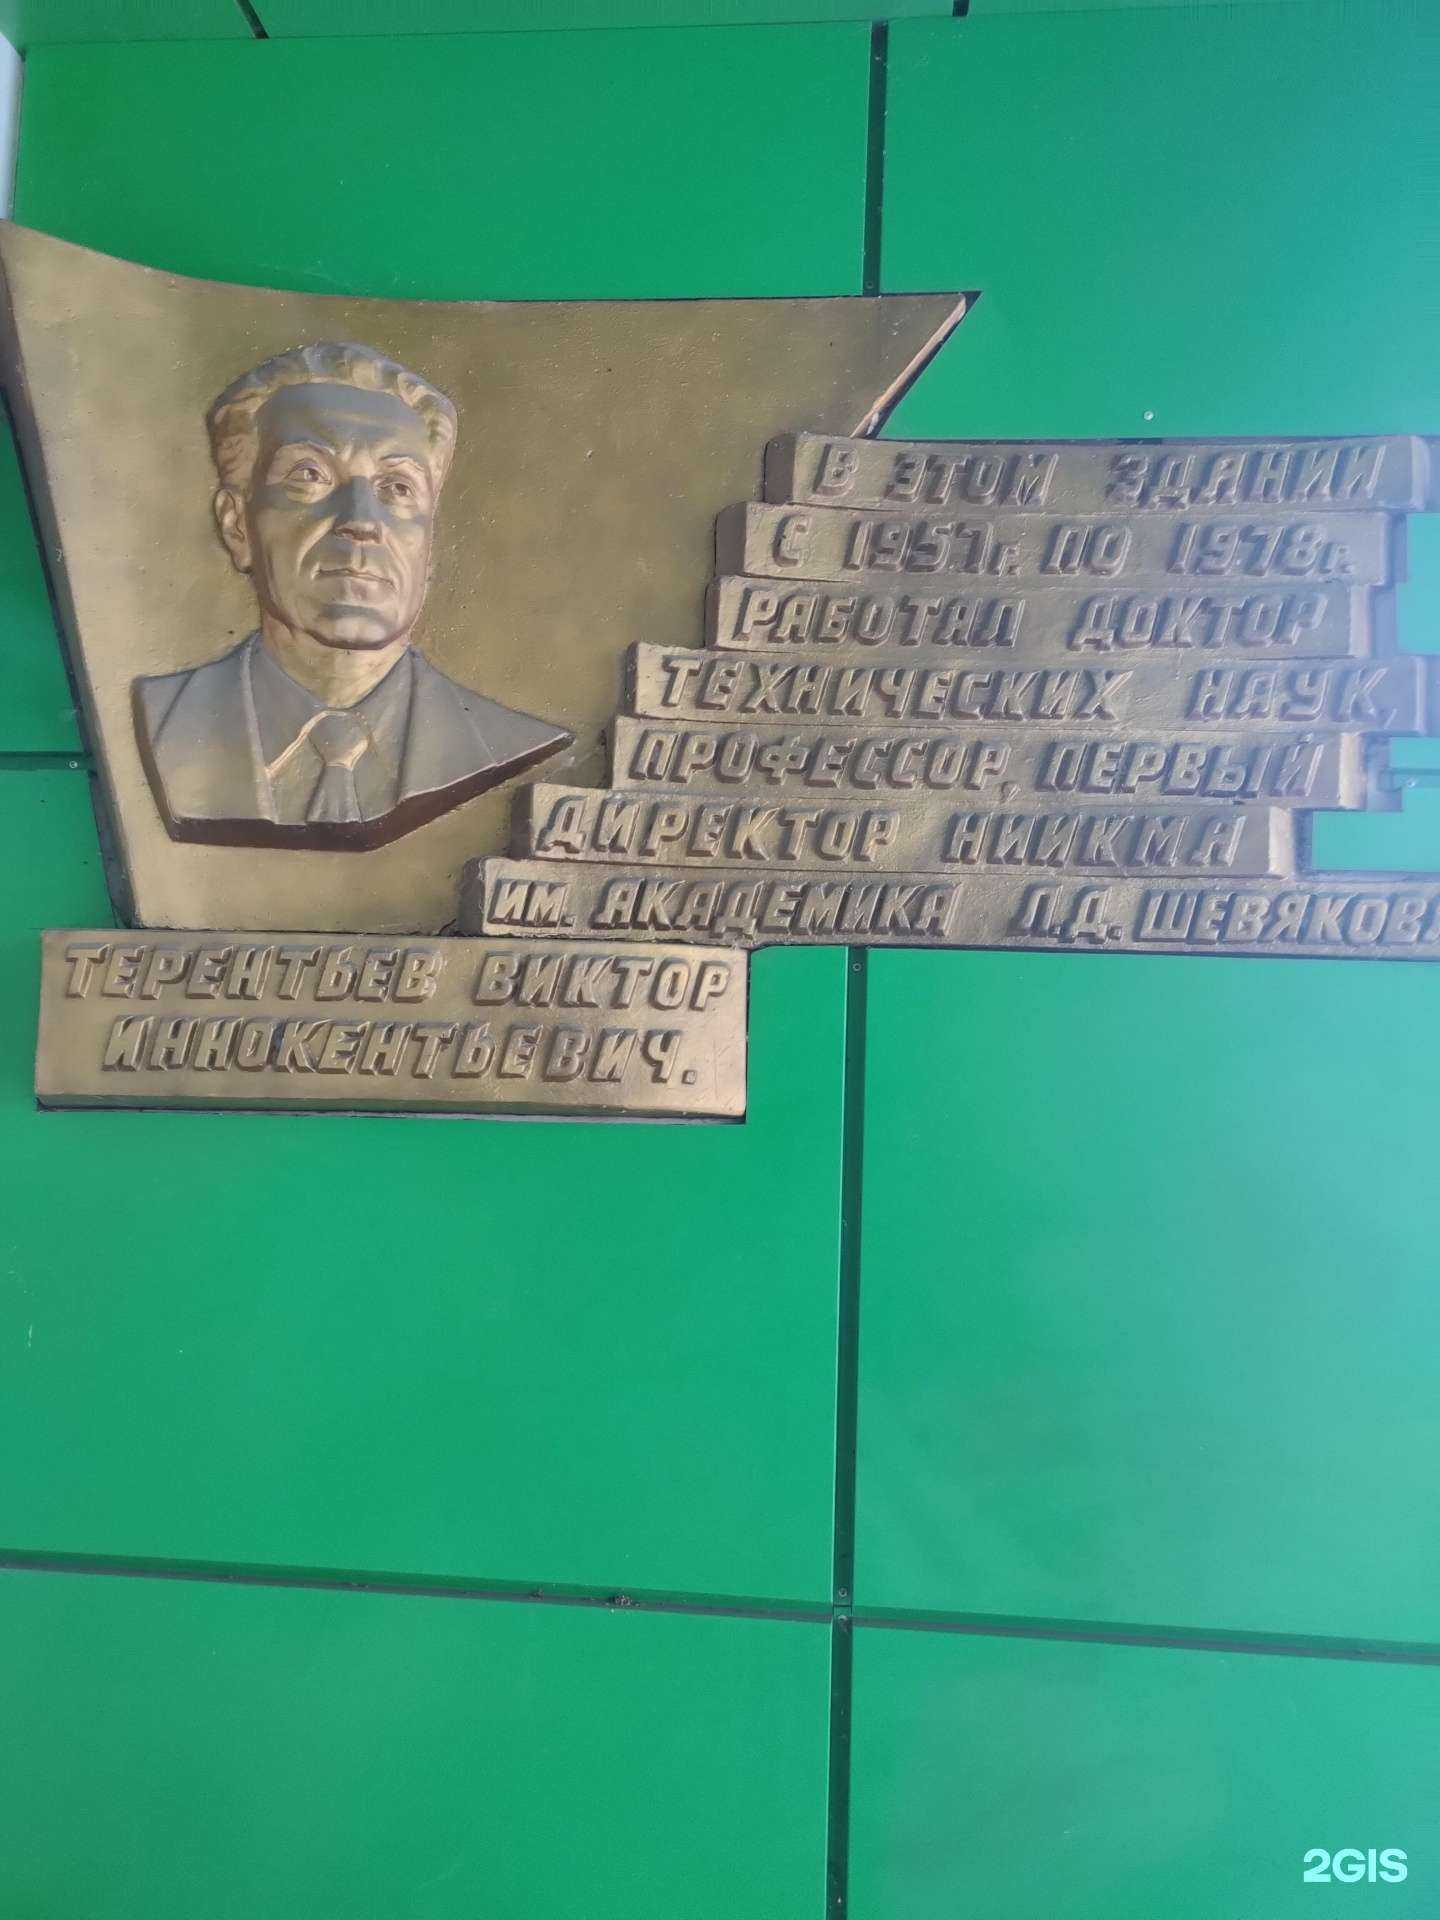 В ЭТОМ ЗДАНИИ
С 1957г. ПО 1978г.
РАБОТАЛ ДОКТОР
ТЕХНИЧЕСКИХ НАУК,
ПРОФЕССОР, ПЕРВЫЙ
ДИРЕКТОР НИИКМА
ИМ. АКАДЕМИКА Л.Д. ШЕВЯКОВА
ТЕРЕНТЬЕВ ВИКТОР
ИННОКЕНТЬЕВИЧ.
2GIS